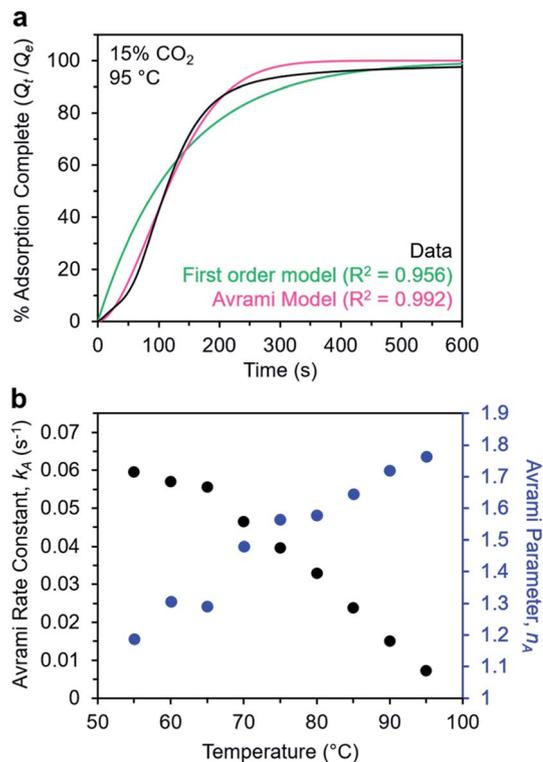 a
15% CO₂
95 °C
% Adsorption Complete (Qt/Qe)
100
80
60
40
20
0
Data
First order model (R² = 0.956)
Avrami Model (R² = 0.992)
0 100 200 300 400 500 600
Time (s)
b
Avrami Rate Constant, kA (s⁻¹)
0.07
0.06
0.05
0.04
0.03
0.02
0.01
0
1.9
1.8
1.7
1.6
1.5
1.4
1.3
1.2
1.1
1
Avrami Parameter, nA
50 60 70 80 90 100
Temperature (°C)